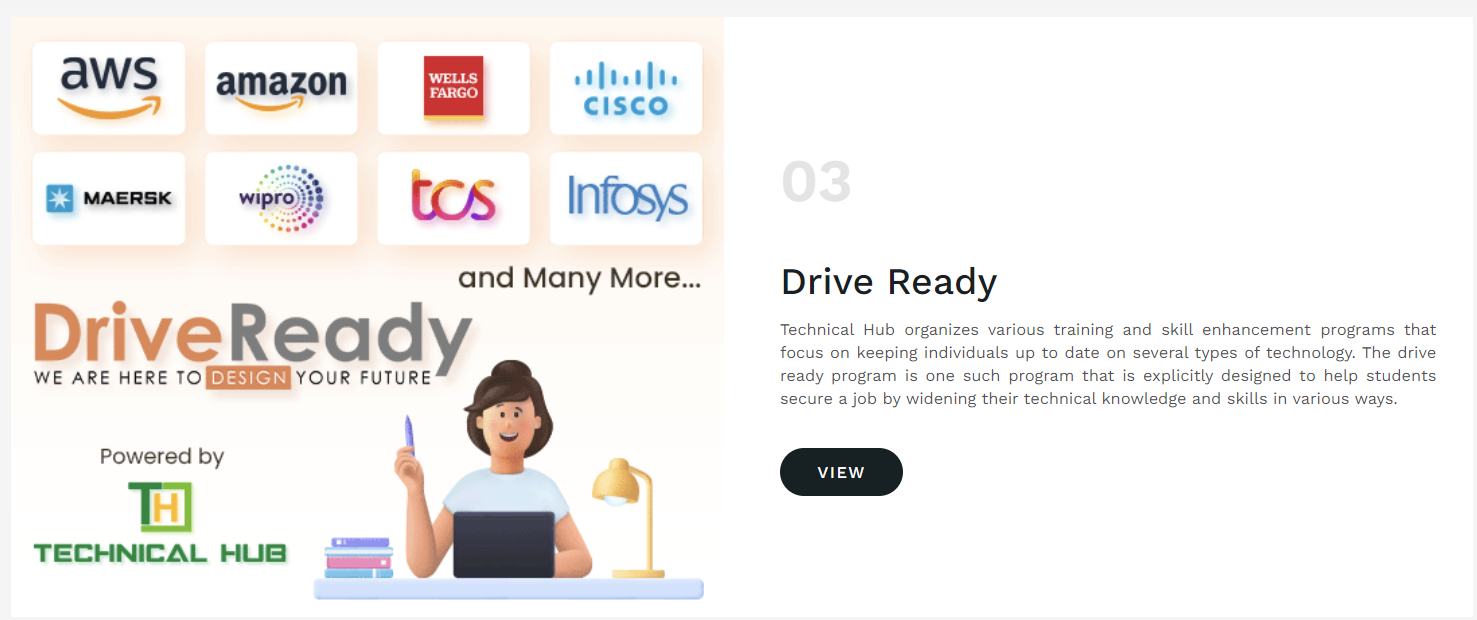 aws
amazon
WELLS
FARGO
CISCO
MAERSK
wipro
tcs
Infosys
and Many More...
DriveReady
WE ARE HERE TO DESIGN YOUR FUTURE
Powered by
TH
TECHNICAL HUB
03
Drive Ready
Technical Hub organizes various training and skill enhancement programs that
focus on keeping individuals up to date on several types of technology. The drive
ready program is one such program that is explicitly designed to help students
secure a job by widening their technical knowledge and skills in various ways.
VIEW